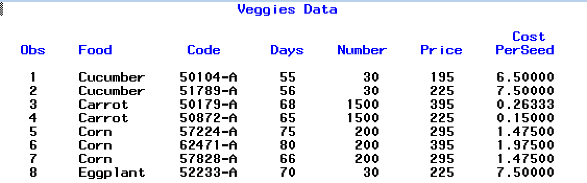 Veggies Data
Cost
Obs Food Code Days Number Price PerSeed
1 Cucumber 50104-A 55 30 195 6.50000
2 Cucumber 51789-A 56 30 225 7.50000
3 Carrot 50179-A 68 1500 395 0.26333
4 Carrot 50872-A 65 1500 225 0.15000
5 Corn 57224-A 75 200 295 1.47500
6 Corn 62471-A 80 200 395 1.97500
7 Corn 57828-A 66 200 295 1.47500
8 Eggplant 52233-A 70 30 225 7.50000